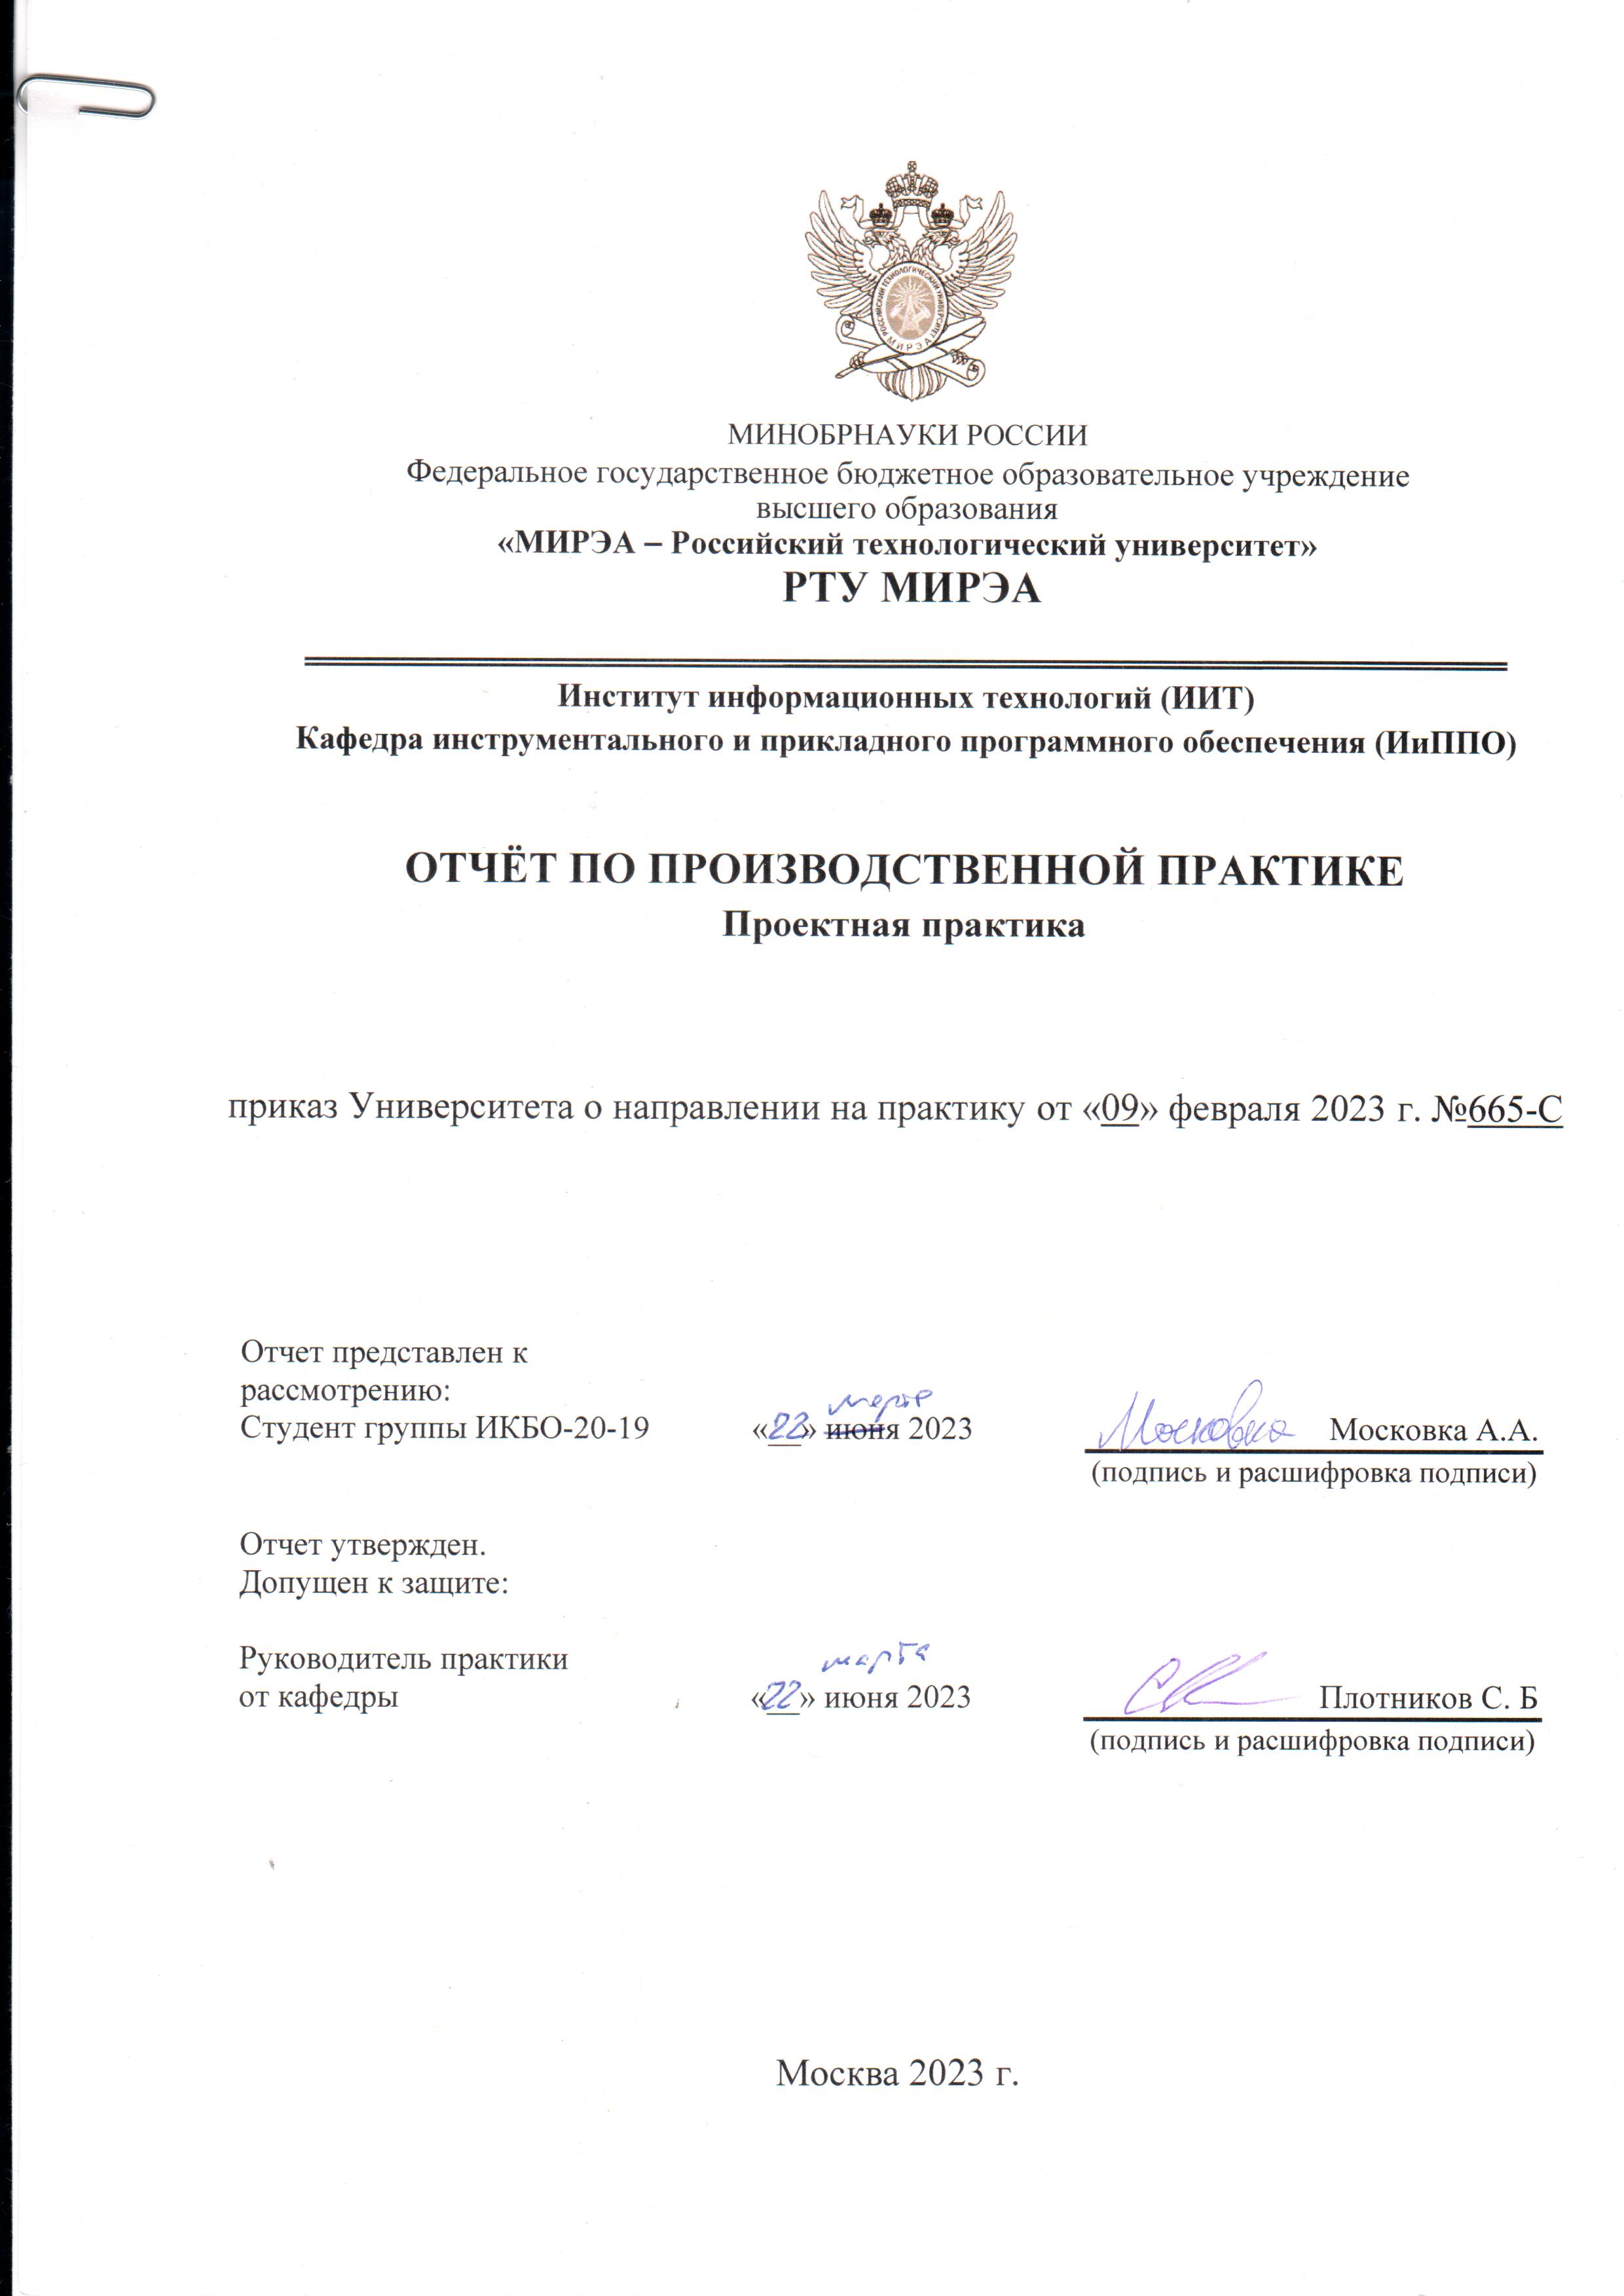 РОССИЙСКИЙ ТЕХНОЛОГИЧЕСКИЙ УНИВЕРСИТЕТ
МИРЭА
МИНОБРНАУКИ РОССИИ
Федеральное государственное бюджетное образовательное учреждение
высшего образования
«МИРЭА – Российский технологический университет»
РТУ МИРЭА
Институт информационных технологий (ИИТ)
Кафедра инструментального и прикладного программного обеспечения (ИиППО)
ОТЧЁТ ПО ПРОИЗВОДСТВЕННОЙ ПРАКТИКЕ
Проектная практика
приказ Университета о направлении на практику от «09» февраля 2023 г. №665-С
Отчет представлен к
рассмотрению:
марта
Студент группы ИКБО-20-19 «22» июня 2023 Московка Московка А.А.
(подпись и расшифровка подписи)
Отчет утвержден.
Допущен к защите:
Руководитель практики марта
от кафедры «22» июня 2023 Плотников С. Б
(подпись и расшифровка подписи)
Москва 2023 г.